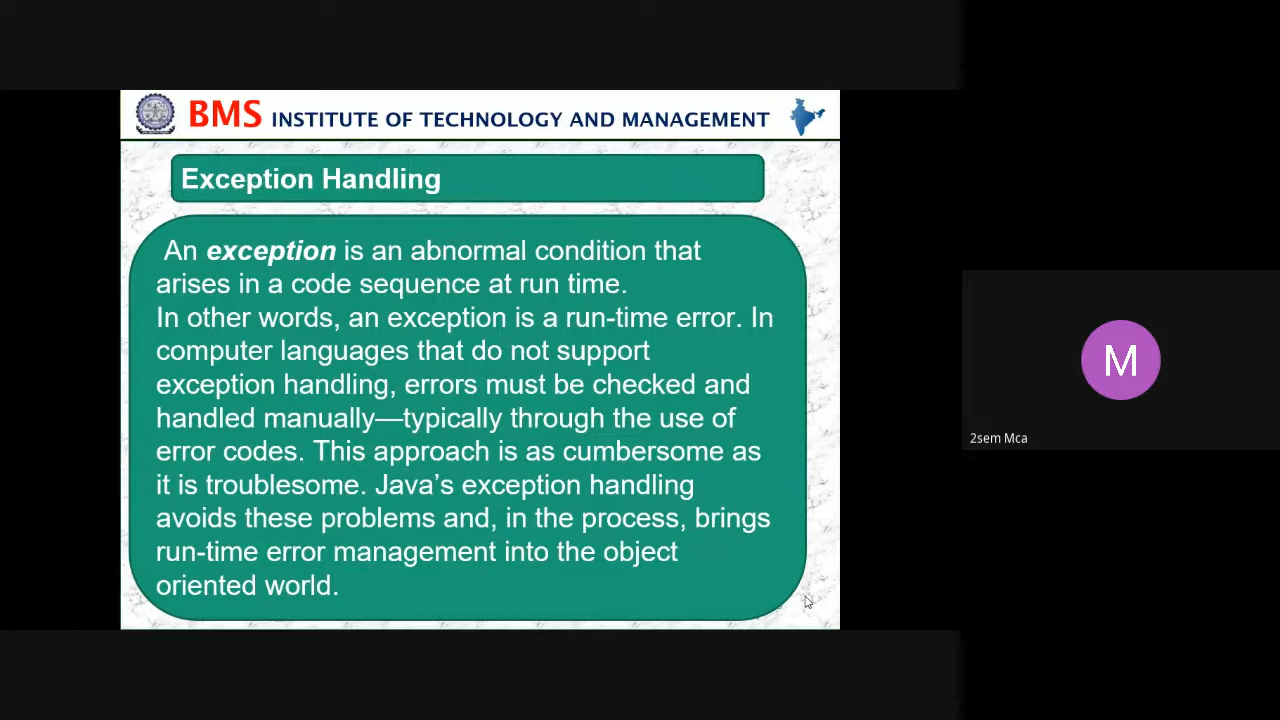 BMS INSTITUTE OF TECHNOLOGY AND MANAGEMENT
Exception Handling
An exception is an abnormal condition that
arises in a code sequence at run time.
In other words, an exception is a run-time error. In
computer languages that do not support
exception handling, errors must be checked and
handled manually—typically through the use of
error codes. This approach is as cumbersome as
it is troublesome. Java’s exception handling
avoids these problems and, in the process, brings
run-time error management into the object
oriented world.
M
2sem Mca